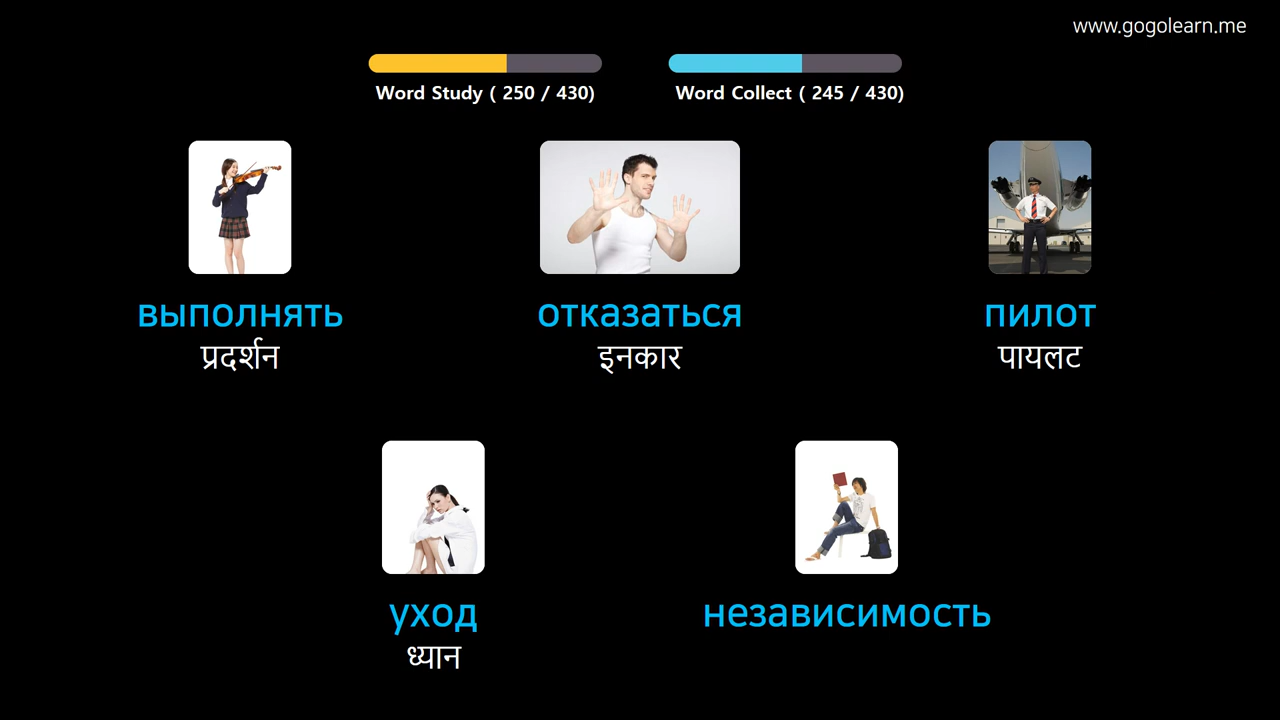 www.gogolearn.me
Word Study ( 250 / 430)
Word Collect ( 245 / 430)
выполнять
प्रदर्शन
отказаться
इनकार
пилот
पायलट
уход
ध्यान
независимость